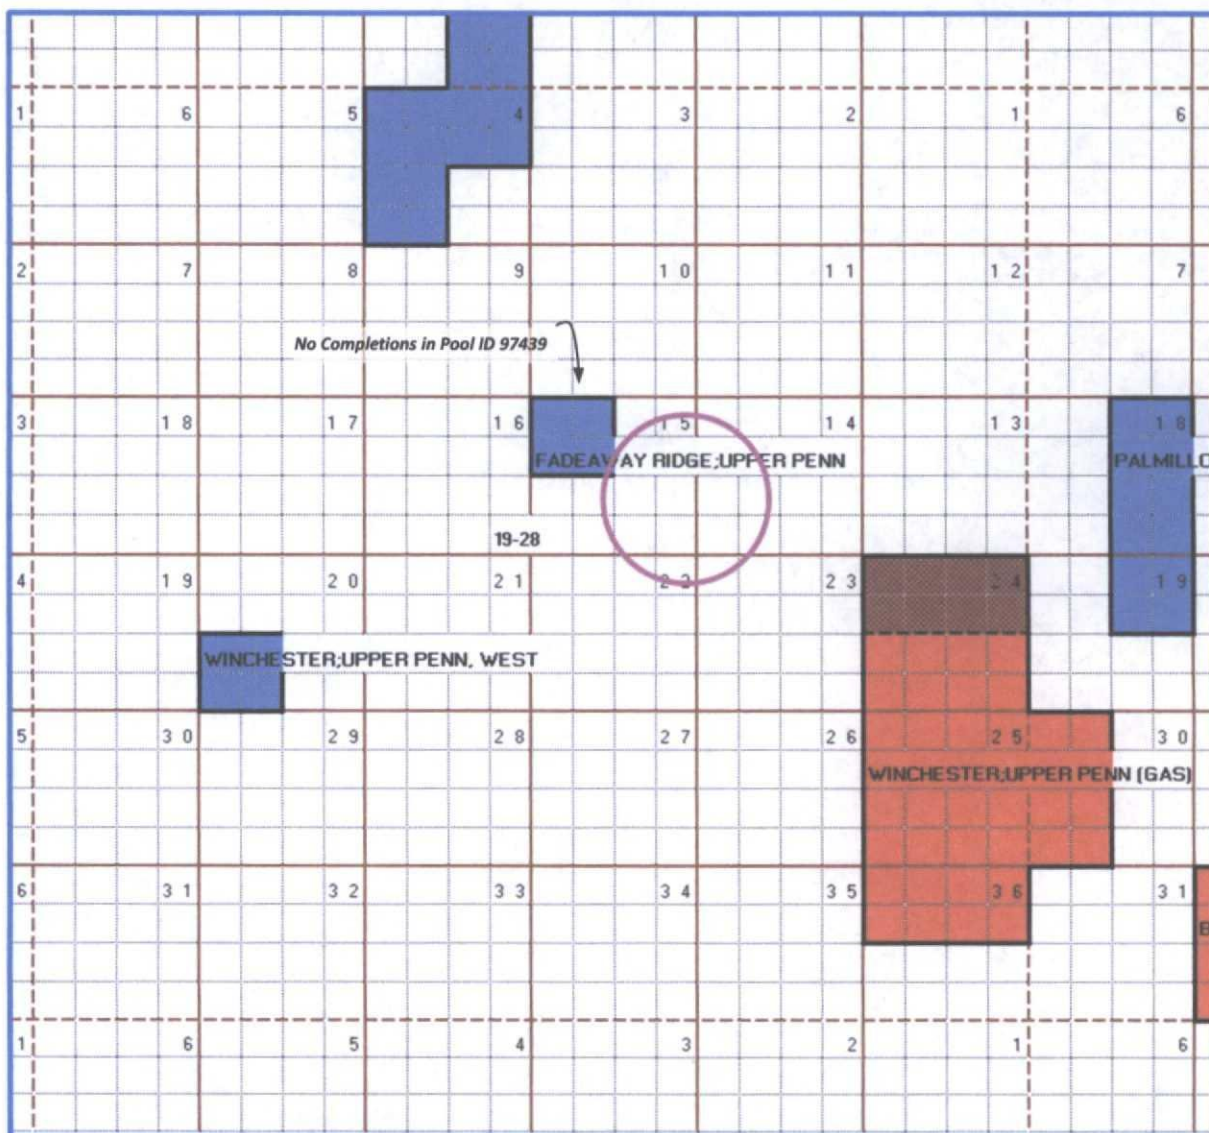 1 6 5 4 3 2 1 6
2 7 8 9 10 11 12 7
No Completions in Pool ID 97439
3 18 17 16 15 14 13 18
FADEAWAY RIDGE;UPPER PENN PALMILLO
19-28
4 19 20 21 22 23 24 19
WINCHESTER;UPPER PENN, WEST
5 30 29 28 27 26 25 30
WINCHESTER;UPPER PENN (GAS)
6 31 32 33 34 35 36 31
B
1 6 5 4 3 2 1 6